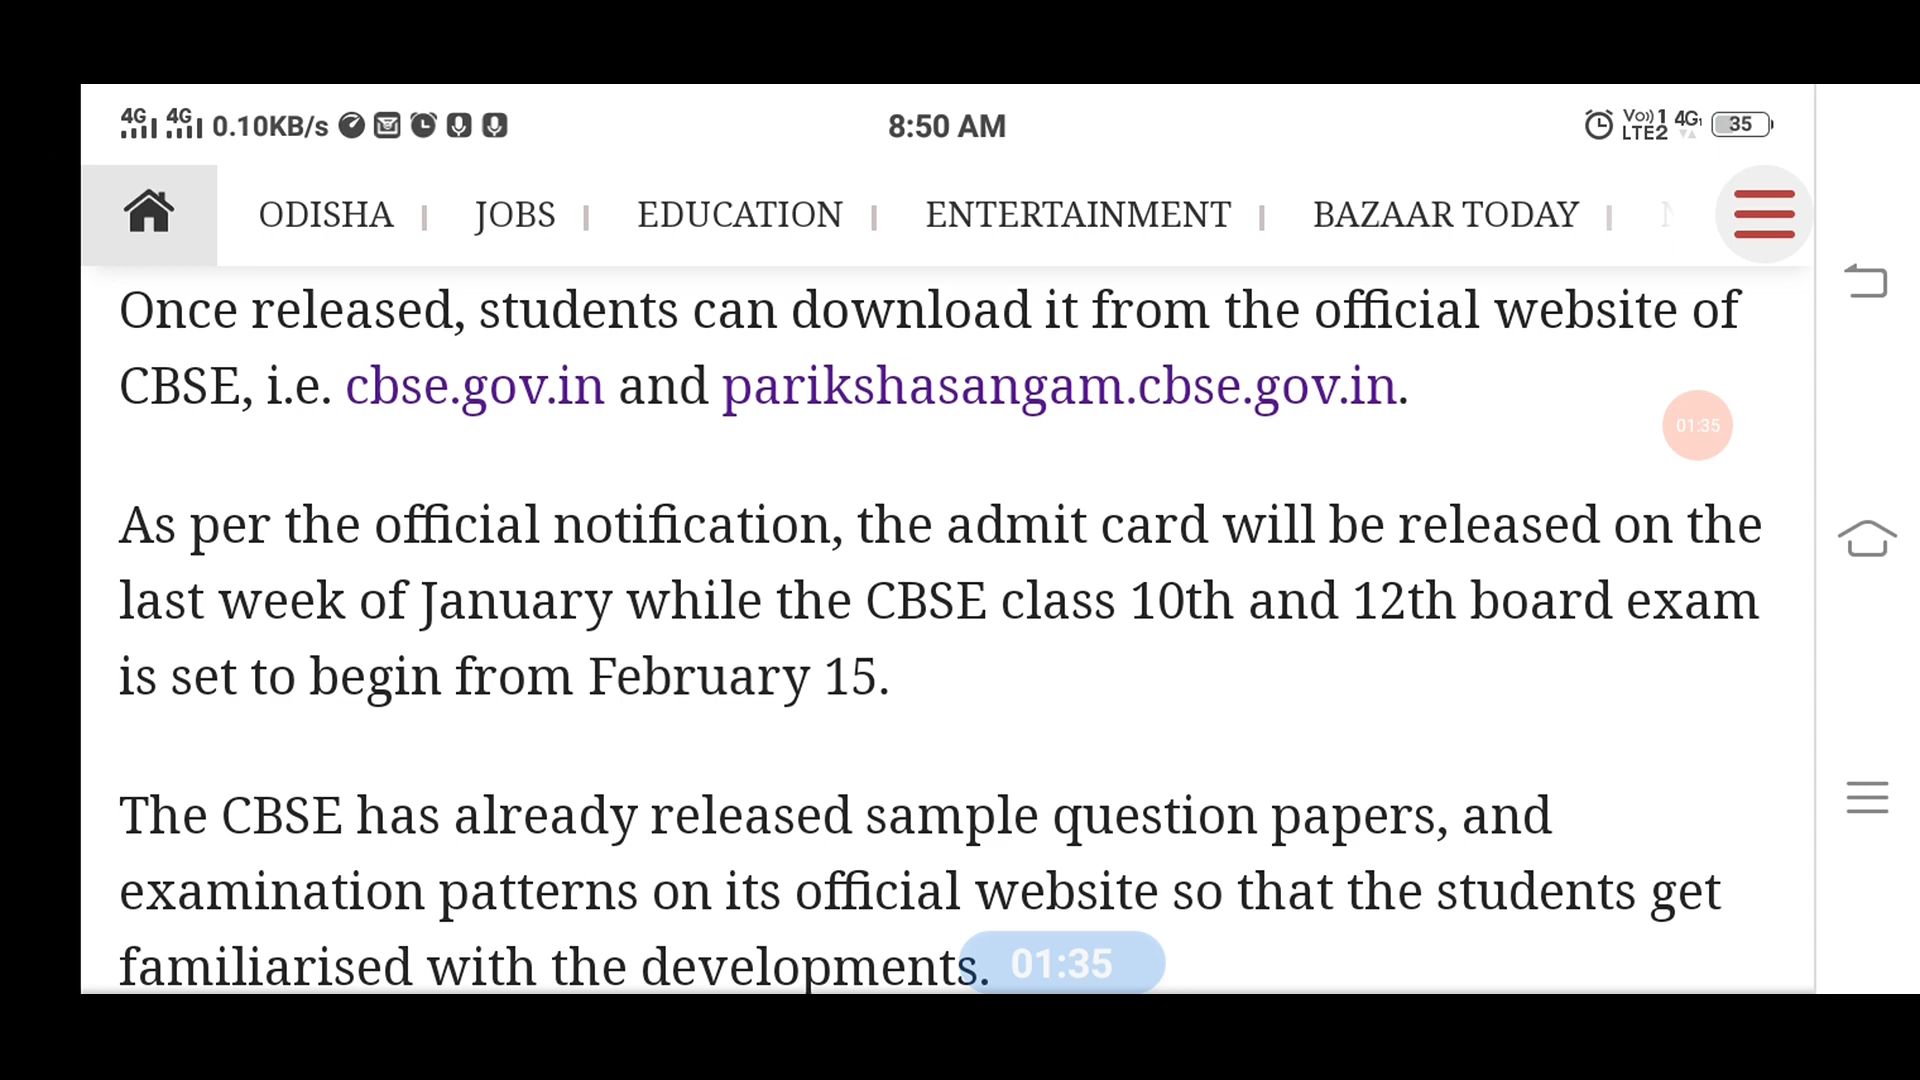 4G 4G 0.10KB/s 8:50 AM Vo)) 1 4G 35
LTE2
ODISHA | JOBS | EDUCATION | ENTERTAINMENT | BAZAAR TODAY | N
Once released, students can download it from the official website of
CBSE, i.e. cbse.gov.in and parikshasangam.cbse.gov.in.
01:35
As per the official notification, the admit card will be released on the
last week of January while the CBSE class 10th and 12th board exam
is set to begin from February 15.
The CBSE has already released sample question papers, and
examination patterns on its official website so that the students get
familiarised with the developments. 01:35